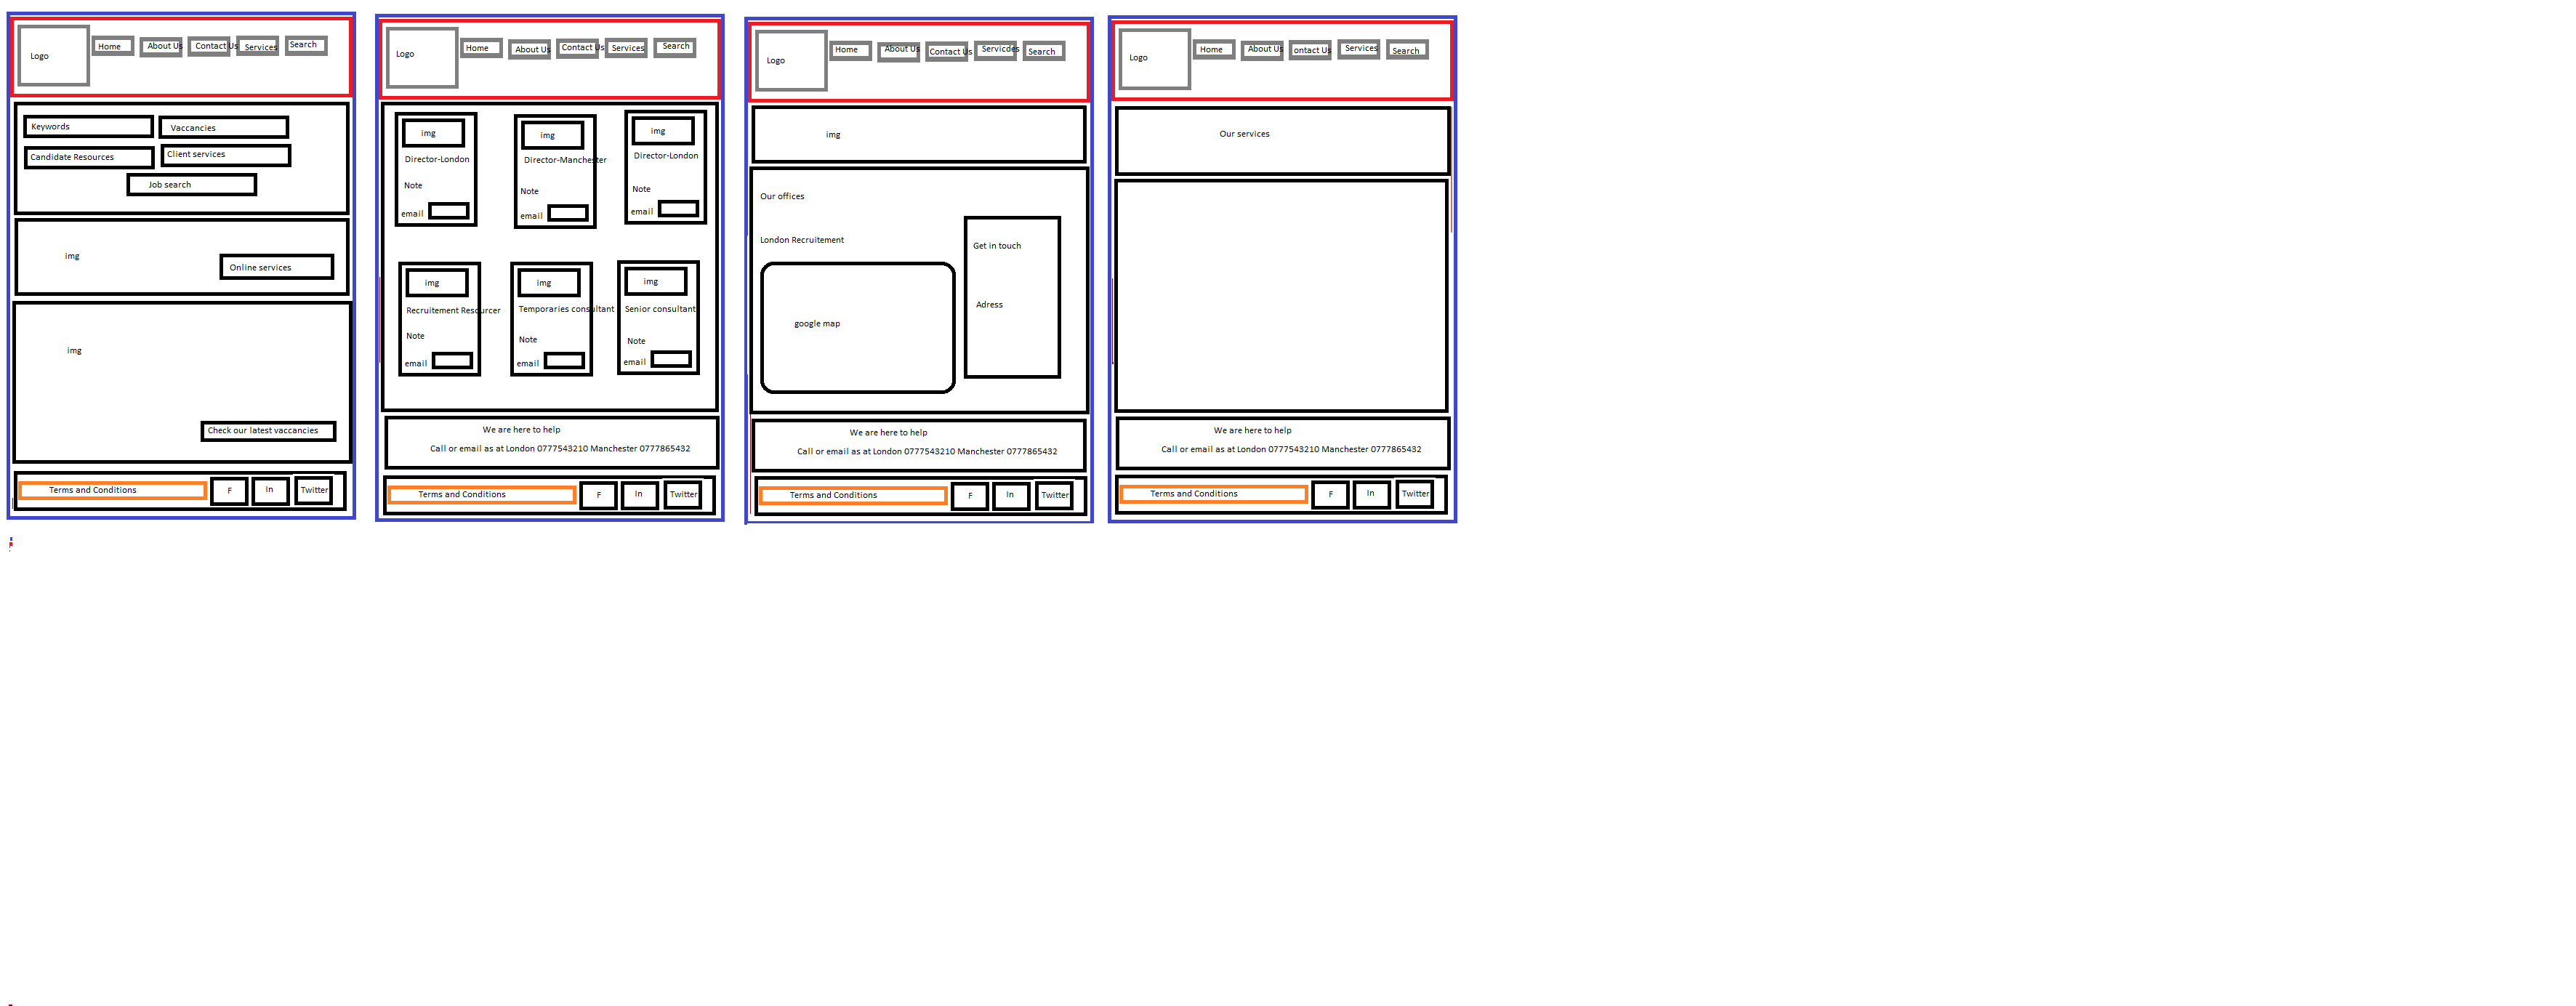 Logo
Home
About Us
Contact Us
Services
Search
Keywords
Vaccancies
Candidate Resources
Client services
Job search
img
Online services
img
Check our latest vaccancies
Terms and Conditions
F
In
Twitter
Logo
Home
About Us
Contact Us
Services
Search
img
img
img
Director-London
Director-Manchester
Director-London
Note
Note
Note
email
email
email
img
img
img
Recruitement Resourcer
Temporaries consultant
Senior consultant
Note
Note
Note
email
email
email
We are here to help
Call or email as at London 0777543210 Manchester 0777865432
Terms and Conditions
F
In
Twitter
Logo
Home
About Us
Contact Us
Servicdes
Search
img
Our offices
London Recruitement
Get in touch
Adress
google map
We are here to help
Call or email as at London 0777543210 Manchester 0777865432
Terms and Conditions
F
In
Twitter
Logo
Home
About Us
ontact Us
Services
Search
Our services
We are here to help
Call or email as at London 0777543210 Manchester 0777865432
Terms and Conditions
F
In
Twitter